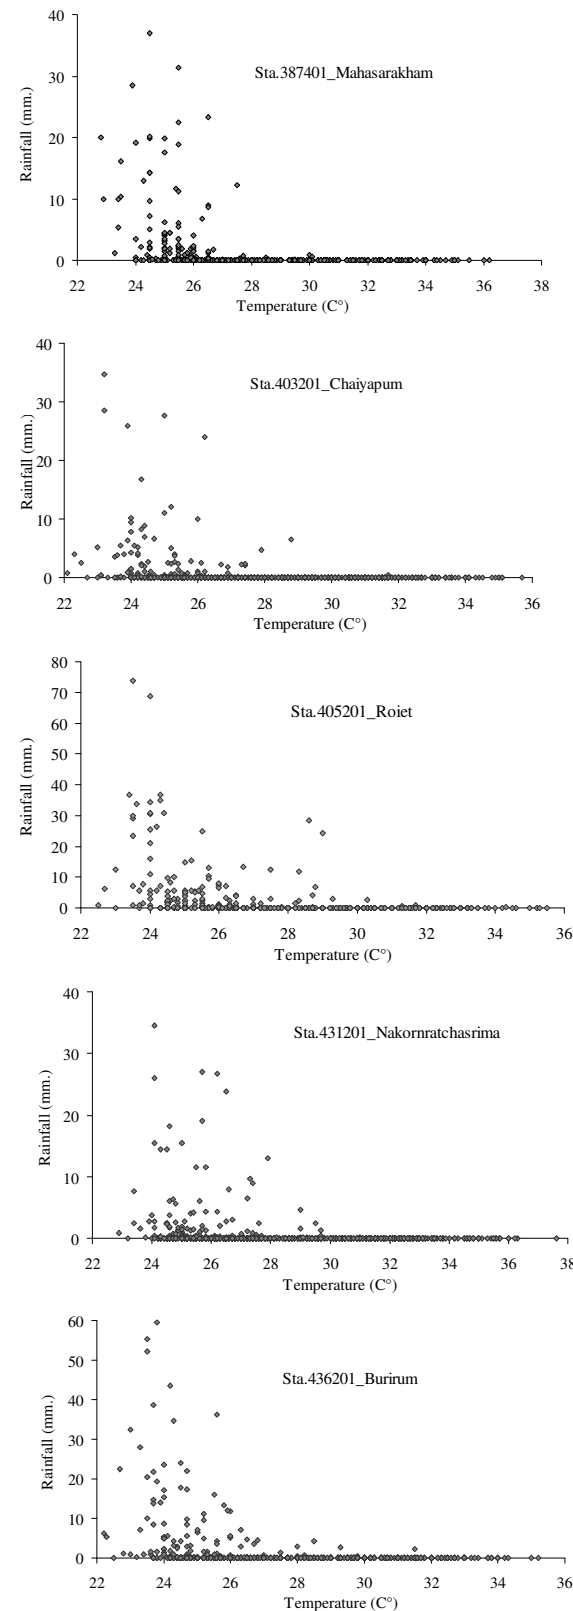 40
Sta.387401_Mahasarakham
30
20
10
0
Rainfall (mm.)
22 24 26 28 30 32 34 36 38
Temperature (C°)
40
Sta.403201_Chaiyapum
30
20
10
0
Rainfall (mm.)
22 24 26 28 30 32 34 36
Temperature (C°)
80
70
Sta.405201_Roiet
60
50
40
30
20
10
0
Rainfall (mm.)
22 24 26 28 30 32 34 36
Temperature (C°)
40
Sta.431201_Nakornratchasrima
30
20
10
0
Rainfall (mm.)
22 24 26 28 30 32 34 36 38
Temperature (C°)
60
50
Sta.436201_Burirum
40
30
20
10
0
Rainfall (mm.)
22 24 26 28 30 32 34 36
Temperature (C°)